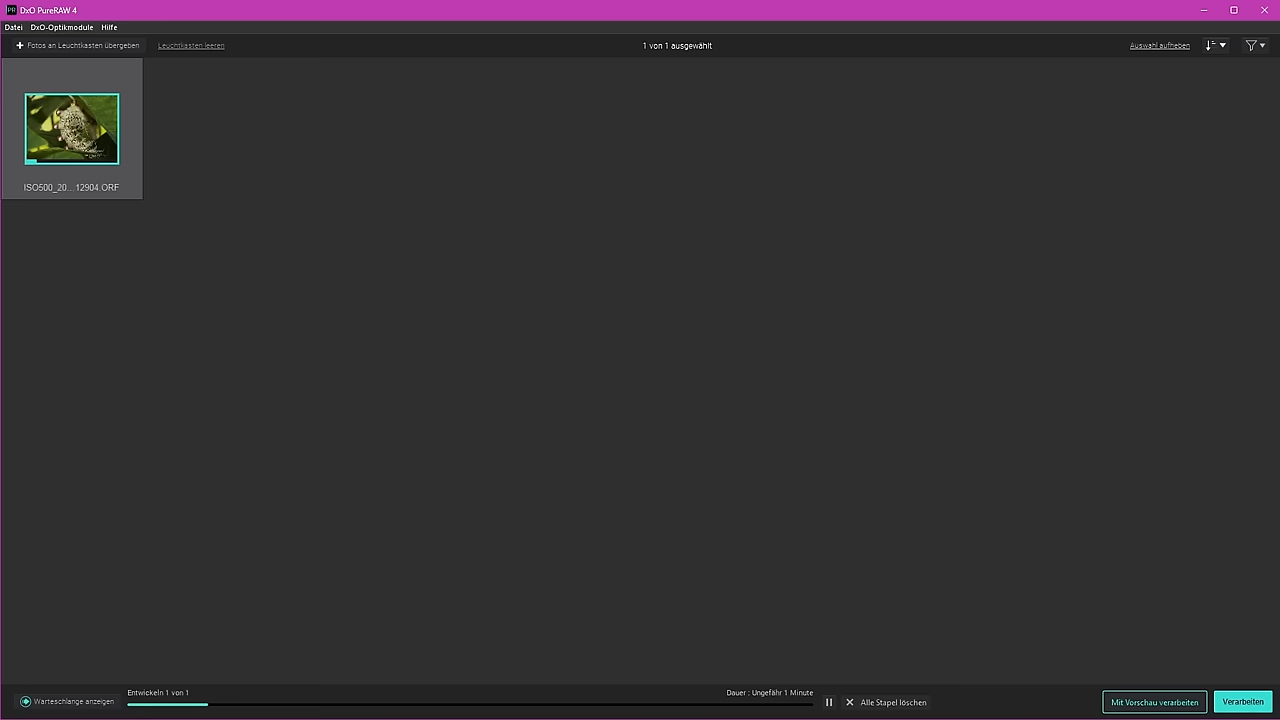 PR DxO PureRAW 4
Datei DxO-Optikmodule Hilfe
Fotos an Leuchtkasten übergeben Leuchtkasten leeren 1 von 1 ausgewählt Auswahl aufheben
ISO500_20...12904.ORF
Warteschlange anzeigen Entwickeln 1 von 1 Dauer : Ungefähr 1 Minute Alle Stapel löschen Mit Vorschau verarbeiten Verarbeiten